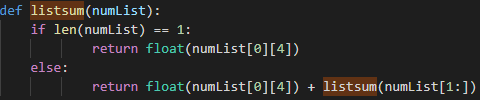 def listsum(numList):
    if len(numList) == 1:
        return float(numList[0][4])
    else:
        return float(numList[0][4]) + listsum(numList[1:])